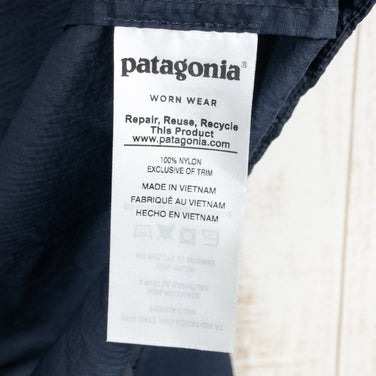 patagonia®
WORN WEAR
Repair, Reuse, Recycle
This Product
www.patagonia.com
100% NYLON
EXCLUSIVE OF TRIM
MADE IN VIETNAM
FABRIQUÉ AU VIETNAM
HECHO EN VIETNAM